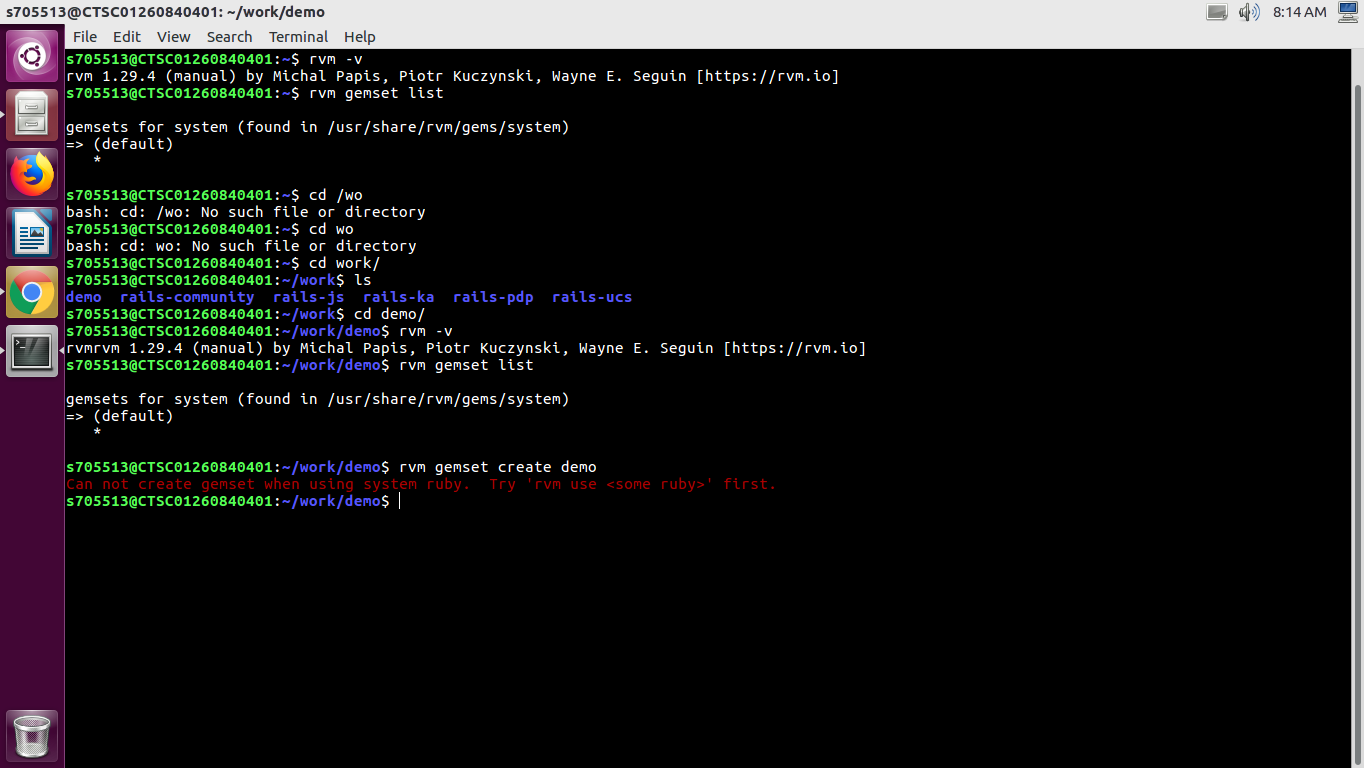 s705513@CTSC01260840401: ~/work/demo
8:14 AM
File Edit View Search Terminal Help
s705513@CTSC01260840401:~$ rvm -v
rvm 1.29.4 (manual) by Michal Papis, Piotr Kuczynski, Wayne E. Seguin [https://rvm.io]
s705513@CTSC01260840401:~$ rvm gemset list
gemsets for system (found in /usr/share/rvm/gems/system)
=> (default)
   *
s705513@CTSC01260840401:~$ cd /wo
bash: cd: /wo: No such file or directory
s705513@CTSC01260840401:~$ cd wo
bash: cd: wo: No such file or directory
s705513@CTSC01260840401:~$ cd work/
s705513@CTSC01260840401:~/work$ ls
demo  rails-community  rails-js  rails-ka  rails-pdp  rails-ucs
s705513@CTSC01260840401:~/work$ cd demo/
s705513@CTSC01260840401:~/work/demo$ rvm -v
rvmrvm 1.29.4 (manual) by Michal Papis, Piotr Kuczynski, Wayne E. Seguin [https://rvm.io]
s705513@CTSC01260840401:~/work/demo$ rvm gemset list
gemsets for system (found in /usr/share/rvm/gems/system)
=> (default)
   *
s705513@CTSC01260840401:~/work/demo$ rvm gemset create demo
Can not create gemset when using system ruby.  Try 'rvm use <some ruby>' first.
s705513@CTSC01260840401:~/work/demo$